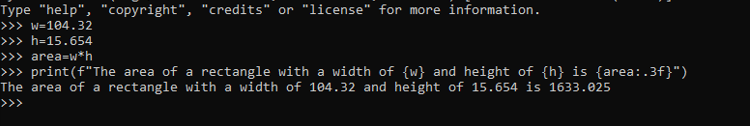 Type "help", "copyright", "credits" or "license" for more information.
>>> w=104.32
>>> h=15.654
>>> area=w*h
>>> print(f"The area of a rectangle with a width of {w} and height of {h} is {area:.3f}")
The area of a rectangle with a width of 104.32 and height of 15.654 is 1633.025
>>>